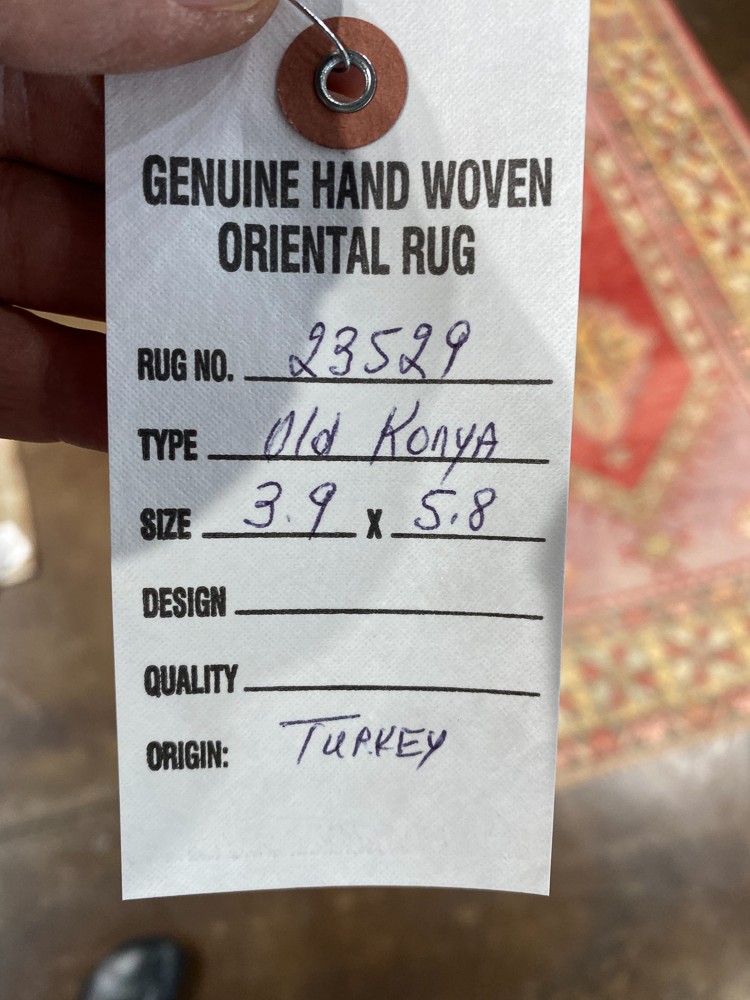 GENUINE HAND WOVEN
ORIENTAL RUG
RUG NO. 23529
TYPE Old Konya
SIZE 3.9 X 5.8
DESIGN
QUALITY
ORIGIN: TURKEY